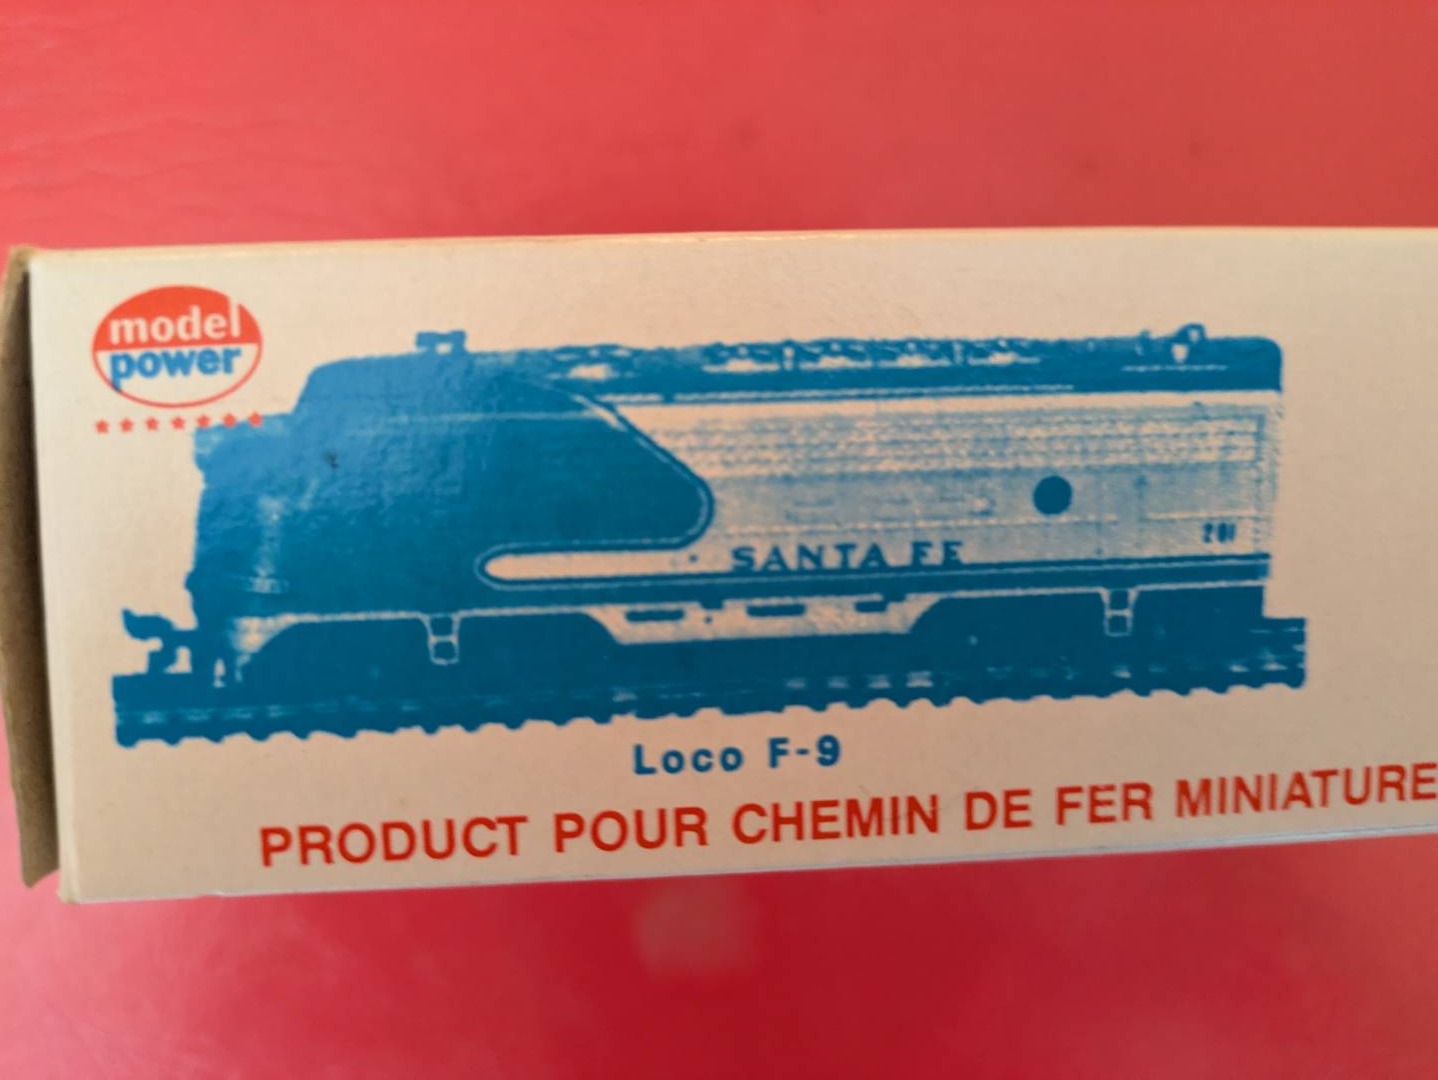 model
power
SANTA FE
201
Loco F-9
PRODUCT POUR CHEMIN DE FER MINIATURE